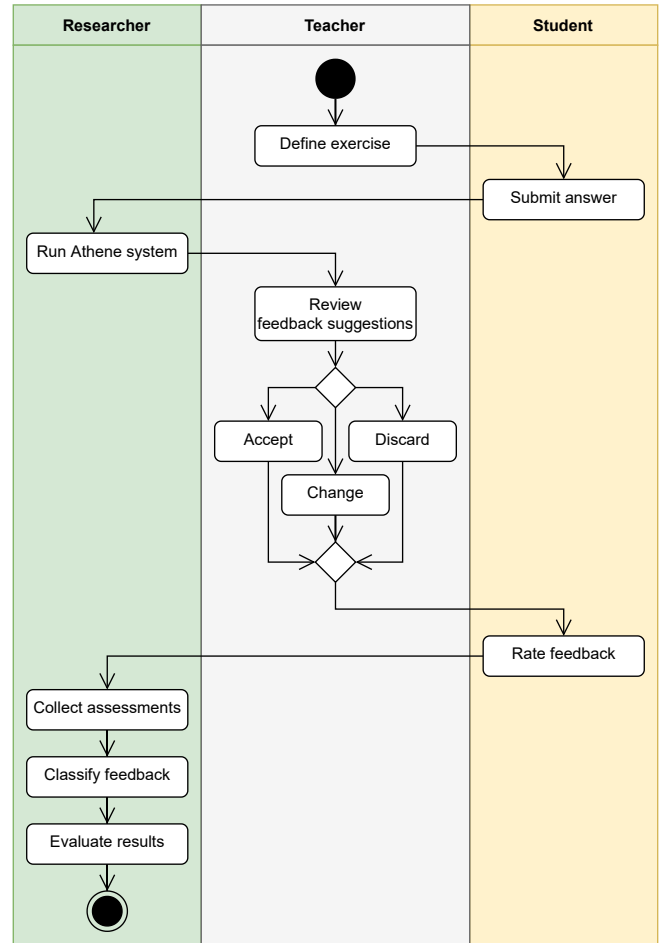 Researcher
Teacher
Student
Define exercise
Submit answer
Run Athene system
Review
feedback suggestions
Accept
Discard
Change
Rate feedback
Collect assessments
Classify feedback
Evaluate results